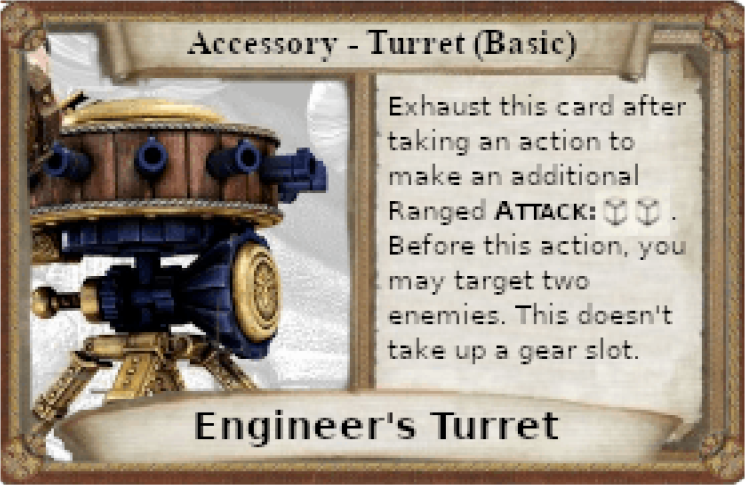 Accessory - Turret (Basic)
Exhaust this card after
taking an action to
make an additional
Ranged ATTACK: .
Before this action, you
may target two
enemies. This doesn't
take up a gear slot.
Engineer's Turret